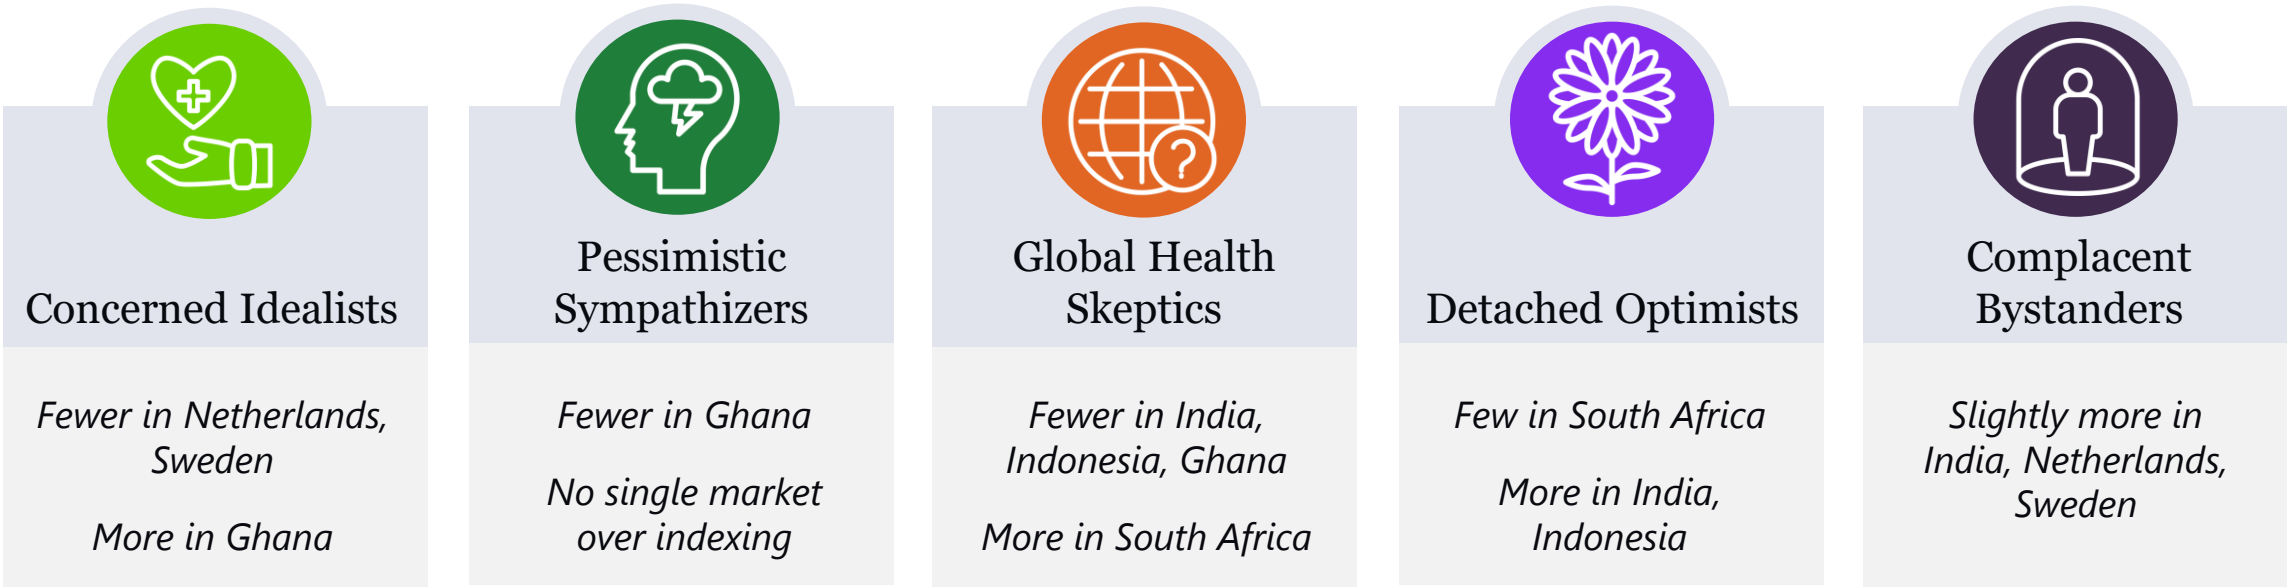 Concerned Idealists
Fewer in Netherlands,
Sweden
More in Ghana
Pessimistic
Sympathizers
Fewer in Ghana
No single market
over indexing
Global Health
Skeptics
?
Fewer in India,
Indonesia, Ghana
More in South Africa
Detached Optimists
Few in South Africa
More in India,
Indonesia
Complacent
Bystanders
Slightly more in
India, Netherlands,
Sweden